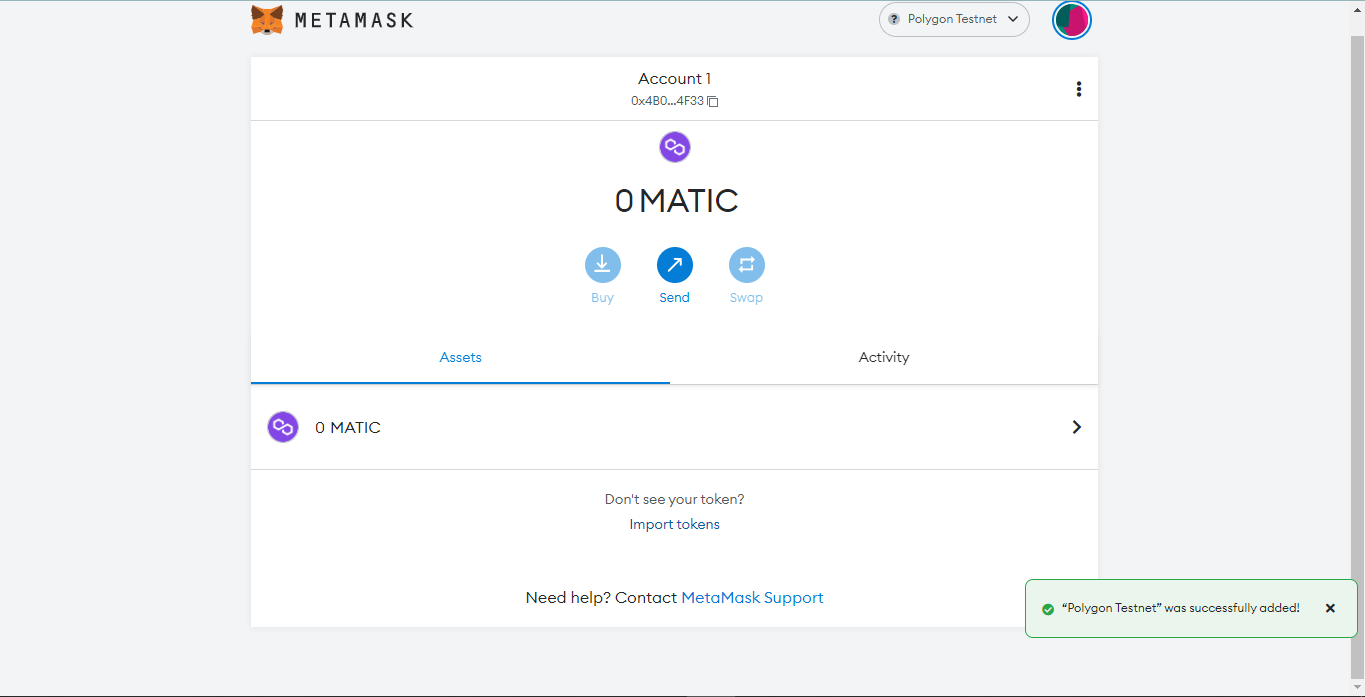 METAMASK
? Polygon Testnet
Account 1
0x4B0...4F33
0 MATIC
Buy Send Swap
Assets Activity
0 MATIC
Don't see your token?
Import tokens
Need help? Contact MetaMask Support
“Polygon Testnet” was successfully added!